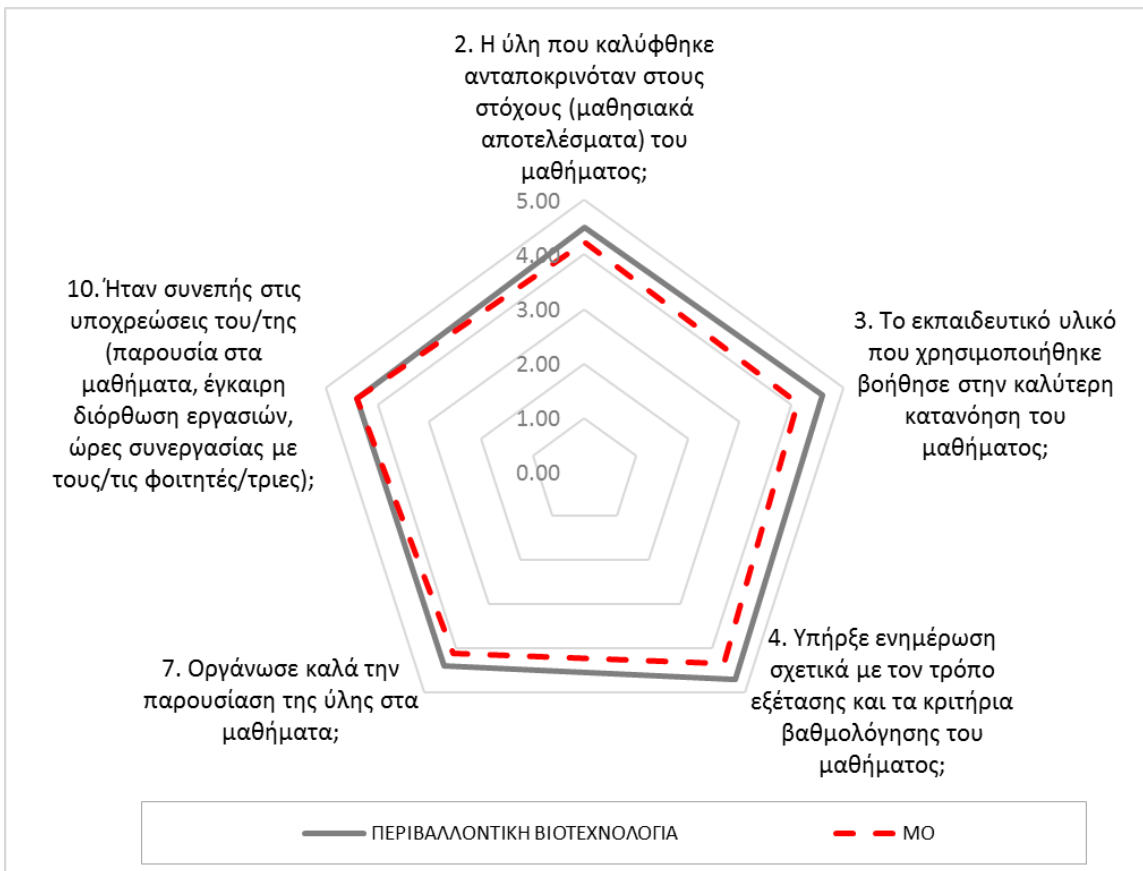 2. Η ύλη που καλύφθηκε
ανταποκρινόταν στους
στόχους (μαθησιακά
αποτελέσματα) του
μαθήματος;
5.00
4.00
3.00
2.00
1.00
0.00
3. Το εκπαιδευτικό υλικό
που χρησιμοποιήθηκε
βοήθησε στην καλύτερη
κατανόηση του
μαθήματος;
4. Υπήρξε ενημέρωση
σχετικά με τον τρόπο
εξέτασης και τα κριτήρια
βαθμολόγησης του
μαθήματος;
7. Οργάνωσε καλά την
παρουσίαση της ύλης στα
μαθήματα;
10. Ήταν συνεπής στις
υποχρεώσεις του/της
(παρουσία στα
μαθήματα, έγκαιρη
διόρθωση εργασιών,
ώρες συνεργασίας με
τους/τις φοιτητές/τριες);
ΠΕΡΙΒΑΛΛΟΝΤΙΚΗ ΒΙΟΤΕΧΝΟΛΟΓΙΑ
ΜΟ